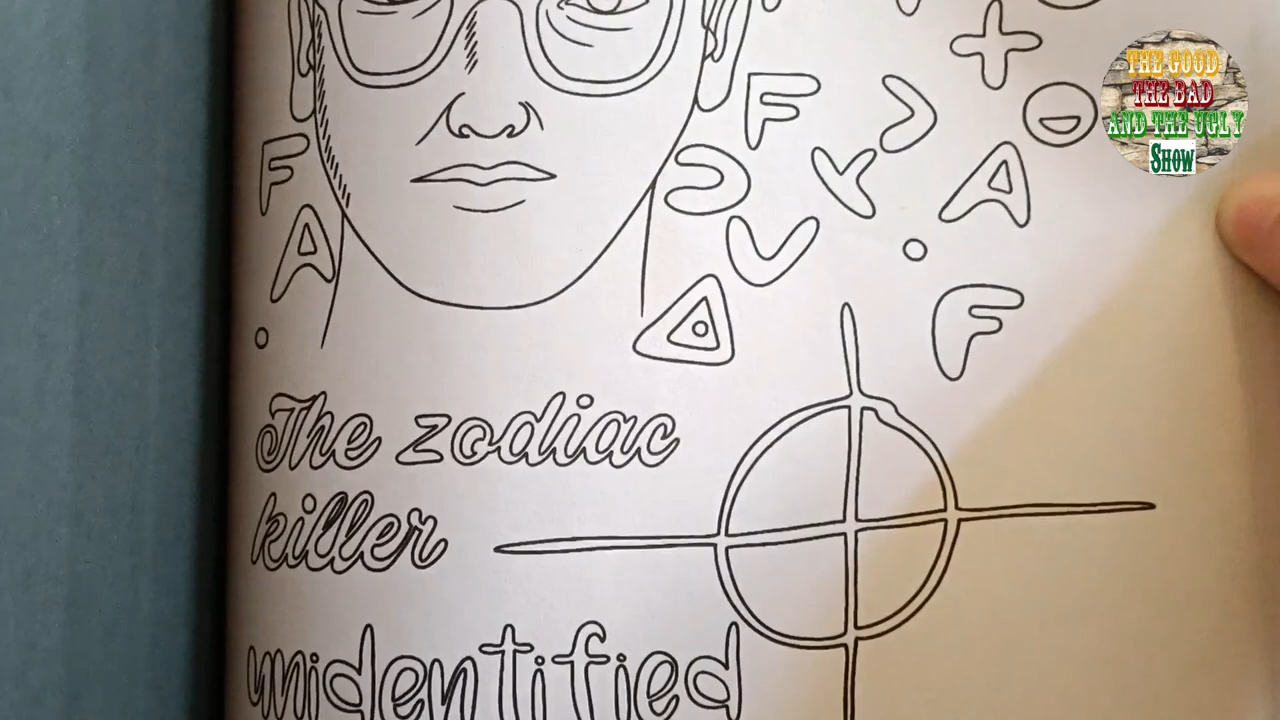 THE GOOD
THE BAD
AND THE UGLY
Show
F
F
A
A
F
The zodiac
killer
unidentified